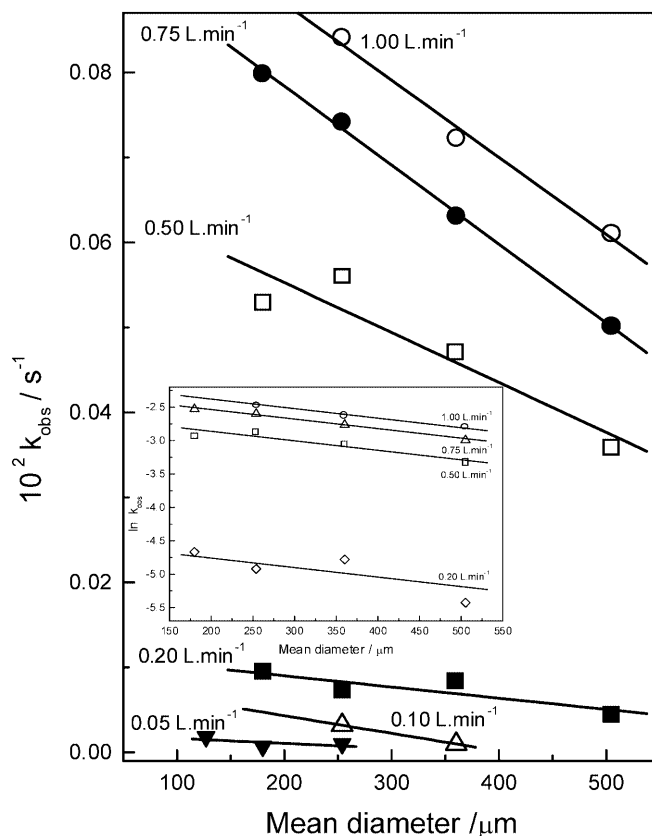 0.75 L.min⁻¹
1.00 L.min⁻¹
0.08
0.50 L.min⁻¹
0.06
10² k_obs / s⁻¹
0.04
0.02
0.00
-2.5
-3.0
-3.5
-4.0
-4.5
-5.0
-5.5
ln k_obs
1.00 L.min⁻¹
0.75 L.min⁻¹
0.50 L.min⁻¹
0.20 L.min⁻¹
150 200 250 300 350 400 450 500 550
Mean diameter / µm
0.20 L.min⁻¹
0.05 L.min⁻¹
0.10 L.min⁻¹
100 200 300 400 500
Mean diameter /µm